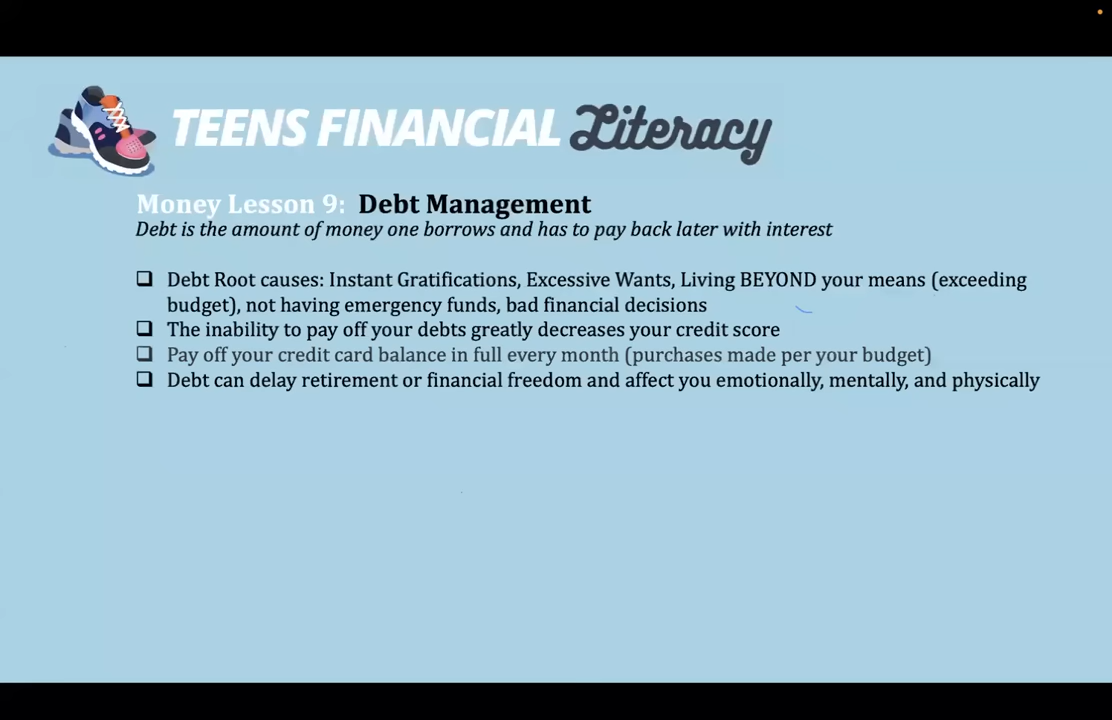 TEENS FINANCIAL Literacy
Money Lesson 9: Debt Management
Debt is the amount of money one borrows and has to pay back later with interest
❑ Debt Root causes: Instant Gratifications, Excessive Wants, Living BEYOND your means (exceeding
budget), not having emergency funds, bad financial decisions
❑ The inability to pay off your debts greatly decreases your credit score
❑ Pay off your credit card balance in full every month (purchases made per your budget)
❑ Debt can delay retirement or financial freedom and affect you emotionally, mentally, and physically